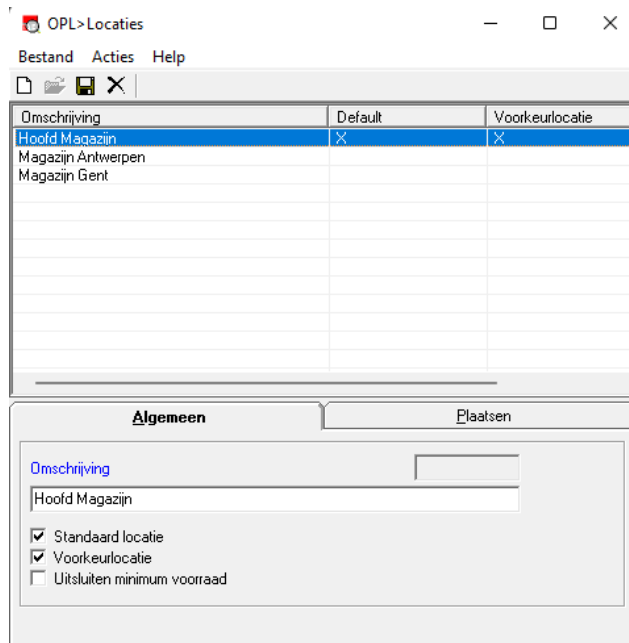 OPL>Locaties
Bestand Acties Help
Omschrijving Default Voorkeurlocatie
Hoofd Magazijn X X
Magazijn Antwerpen
Magazijn Gent
Algemeen Plaatsen
Omschrijving
Hoofd Magazijn
Standaard locatie
Voorkeurlocatie
Uitsluiten minimum voorraad